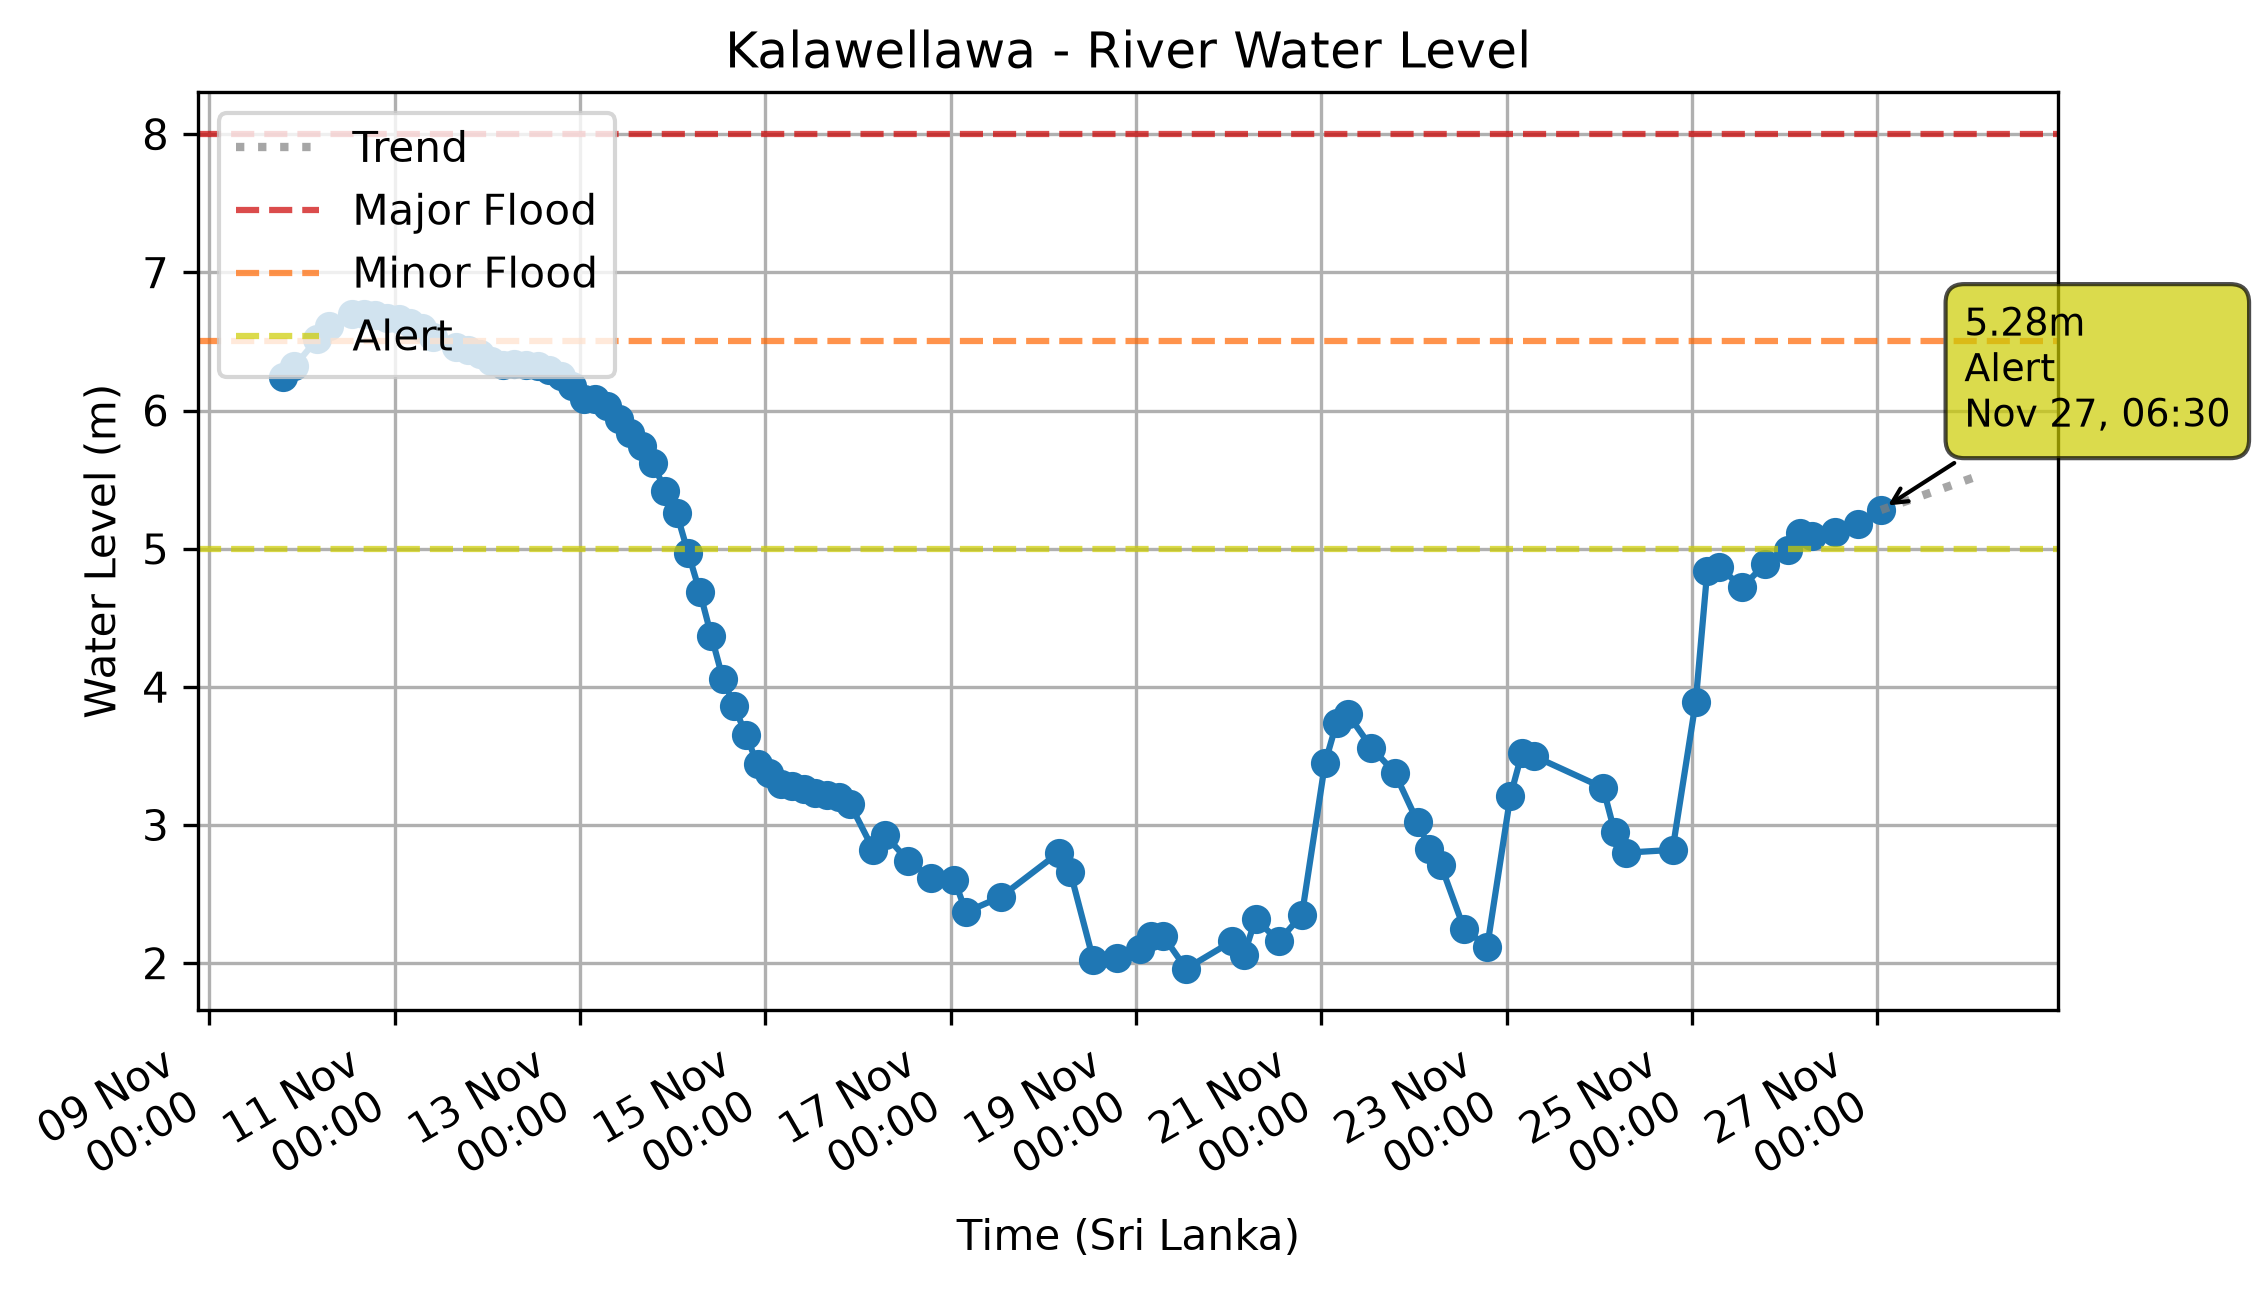 Kalawellawa - River Water Level
Trend
Major Flood
Minor Flood
Alert
5.28m
Alert
Nov 27, 06:30
Water Level (m)
8
7
6
5
4
3
2
09 Nov
00:00
11 Nov
00:00
13 Nov
00:00
15 Nov
00:00
17 Nov
00:00
19 Nov
00:00
21 Nov
00:00
23 Nov
00:00
25 Nov
00:00
27 Nov
00:00
Time (Sri Lanka)